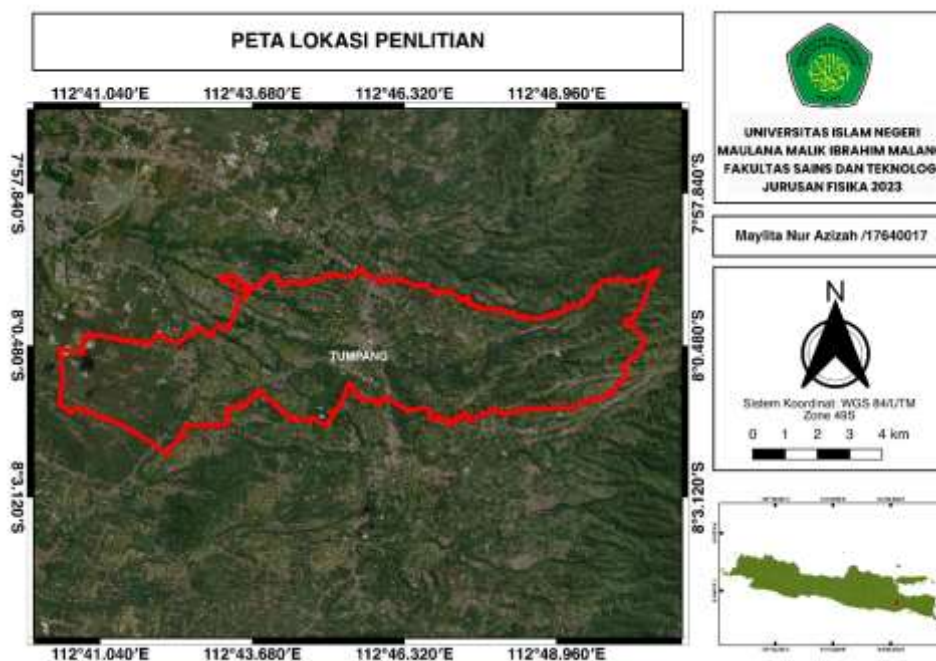 PETA LOKASI PENLITIAN
112°41.040'E 112°43.680'E 112°46.320'E 112°48.960'E
7°57.840'S
8°0.480'S
8°3.120'S
TUMPANG
7°57.840'S
8°0.480'S
8°3.120'S
112°41.040'E 112°43.680'E 112°46.320'E 112°48.960'E
UNIVERSITAS ISLAM NEGERI
MAULANA MALIK IBRAHIM MALANG
FAKULTAS SAINS DAN TEKNOLOGI
JURUSAN FISIKA 2023
Maylita Nur Azizah /17640017
N
Sistem Koordinat WGS 84/UTM
Zone 49S
0 1 2 3 4 km